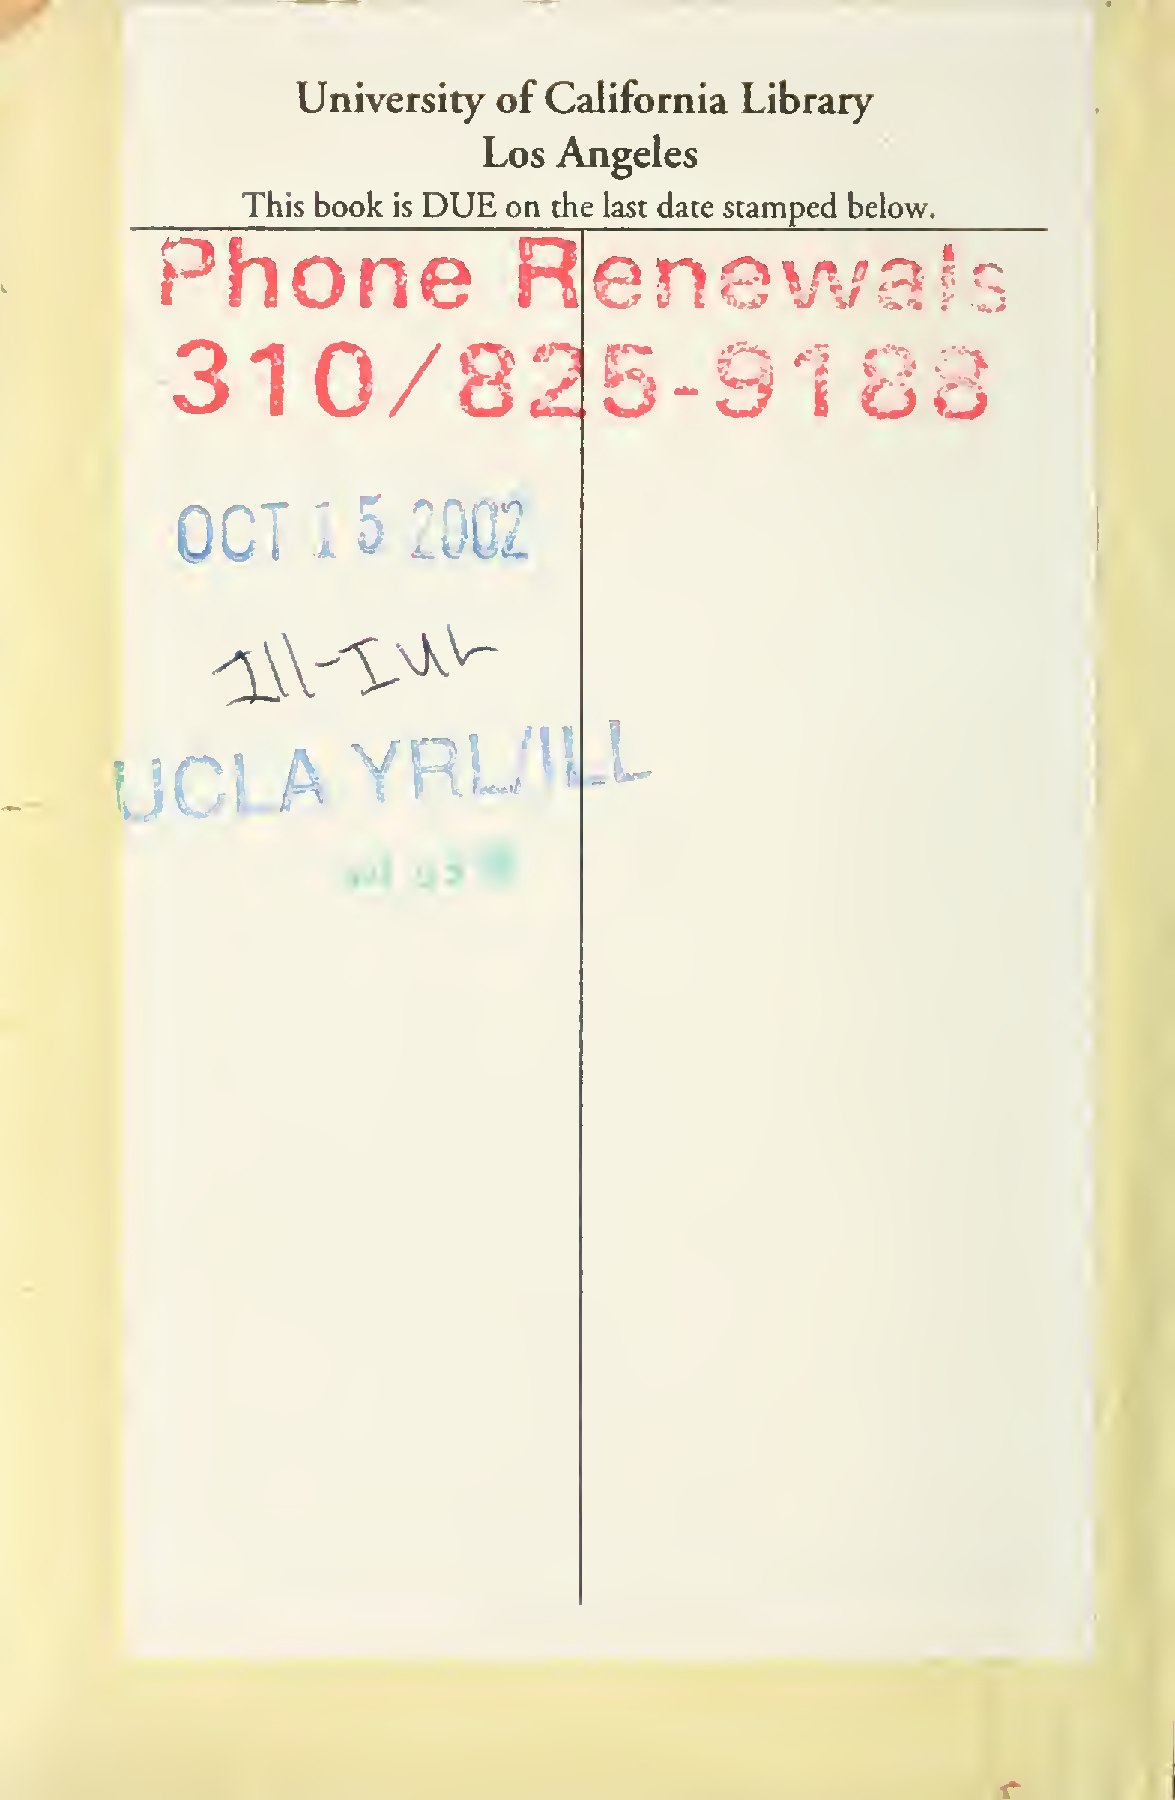 University of California Library
Los Angeles
This book is DUE on the last date stamped below.
Phone Renewals
310/825-9188
OCT 15 2002
Ill-IUL
UCLA YRL/ILL